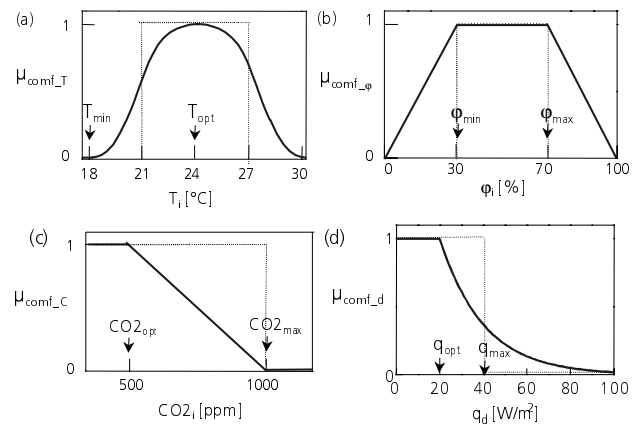 (a)
1
μcomf_T
Tmin
Topt
0
18
21
24
27
30
Ti [°C]
(b)
1
μcomf_φ
φmin
φmax
0
0
30
70
100
φi [%]
(c)
1
μcomf_C
CO2opt
CO2max
0
500
1000
CO2i [ppm]
(d)
1
μcomf_d
qopt
qmax
0
0
20
40
60
80
100
qd [W/m²]